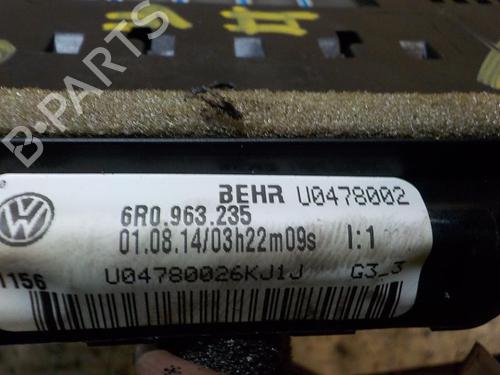 B-PARTS
BEHR U0478002
6R0.963.235
01.08.14/03h22m09s I:1
1156 U04780026KJ1J G3_3